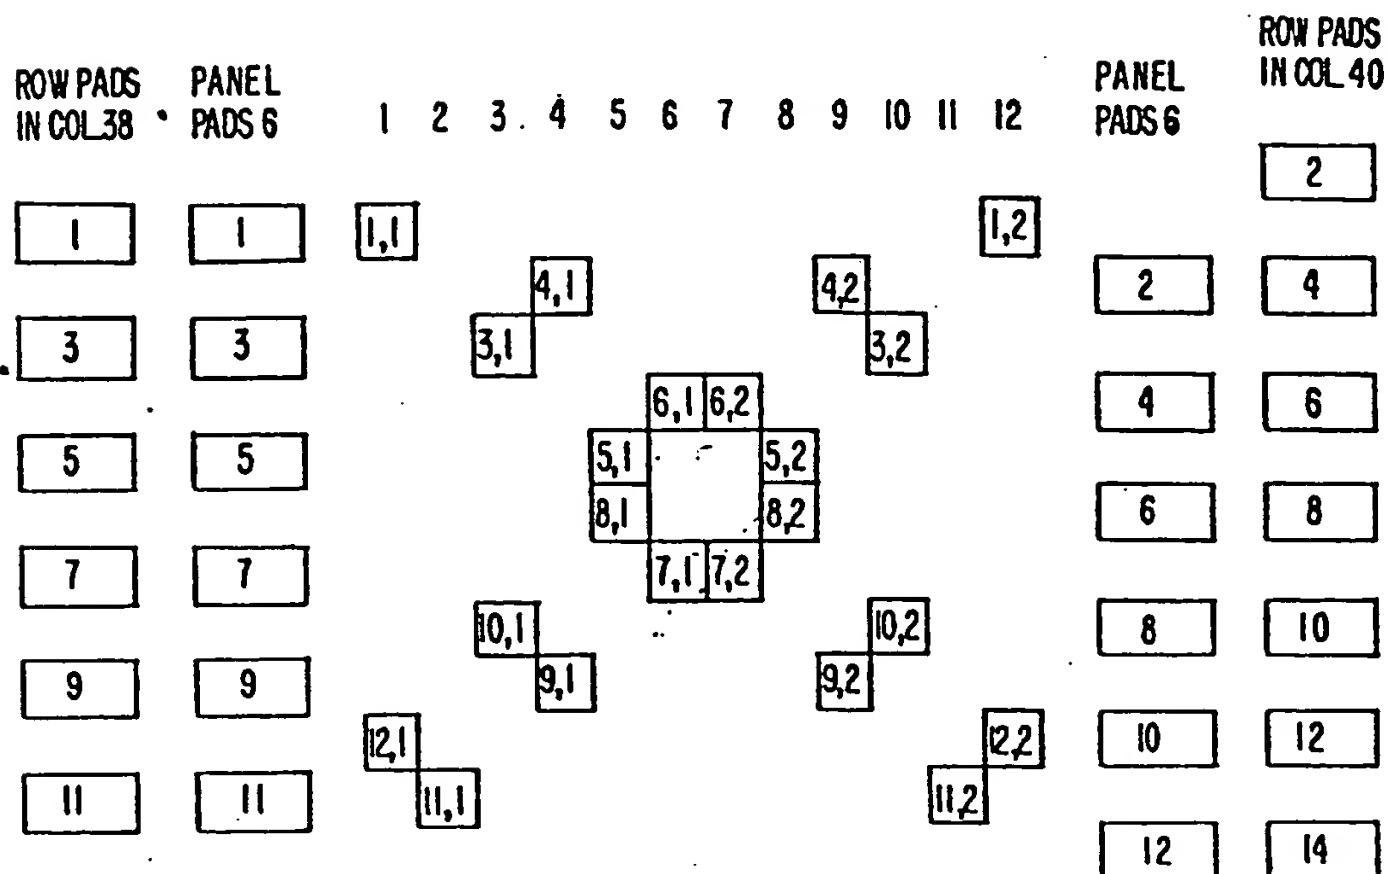 ROW PADS
IN COL 40
ROW PADS
IN COL 38
PANEL
PADS 6
1 2 3 4 5 6 7 8 9 10 11 12
PANEL
PADS 6
2
1 1 1,1 1,2
4,1 4,2 2 4
3 3 3,1 3,2
6,1 6,2 4 6
5 5 5,1 5,2
8,1 8,2 6 8
7 7 7,1 7,2
10,1 10,2 8 10
9 9 9,1 9,2
12,1 12,2 10 12
11 11 11,1 11,2
12 14